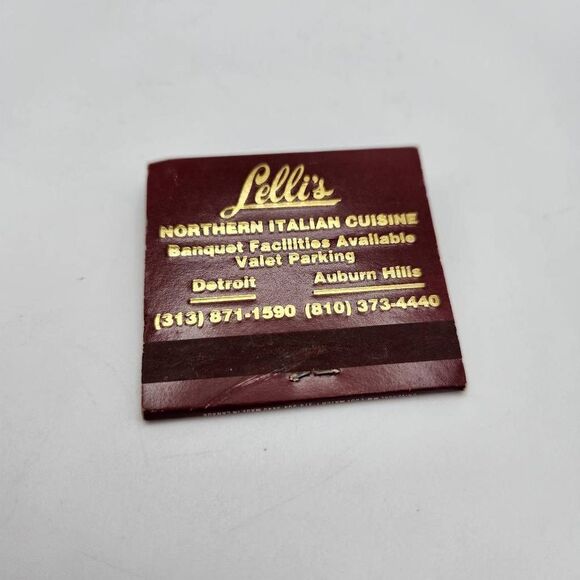 Lelli's
NORTHERN ITALIAN CUISINE
Banquet Facilities Available
Valet Parking
Detroit Auburn Hills
(313) 871-1590 (810) 373-4440